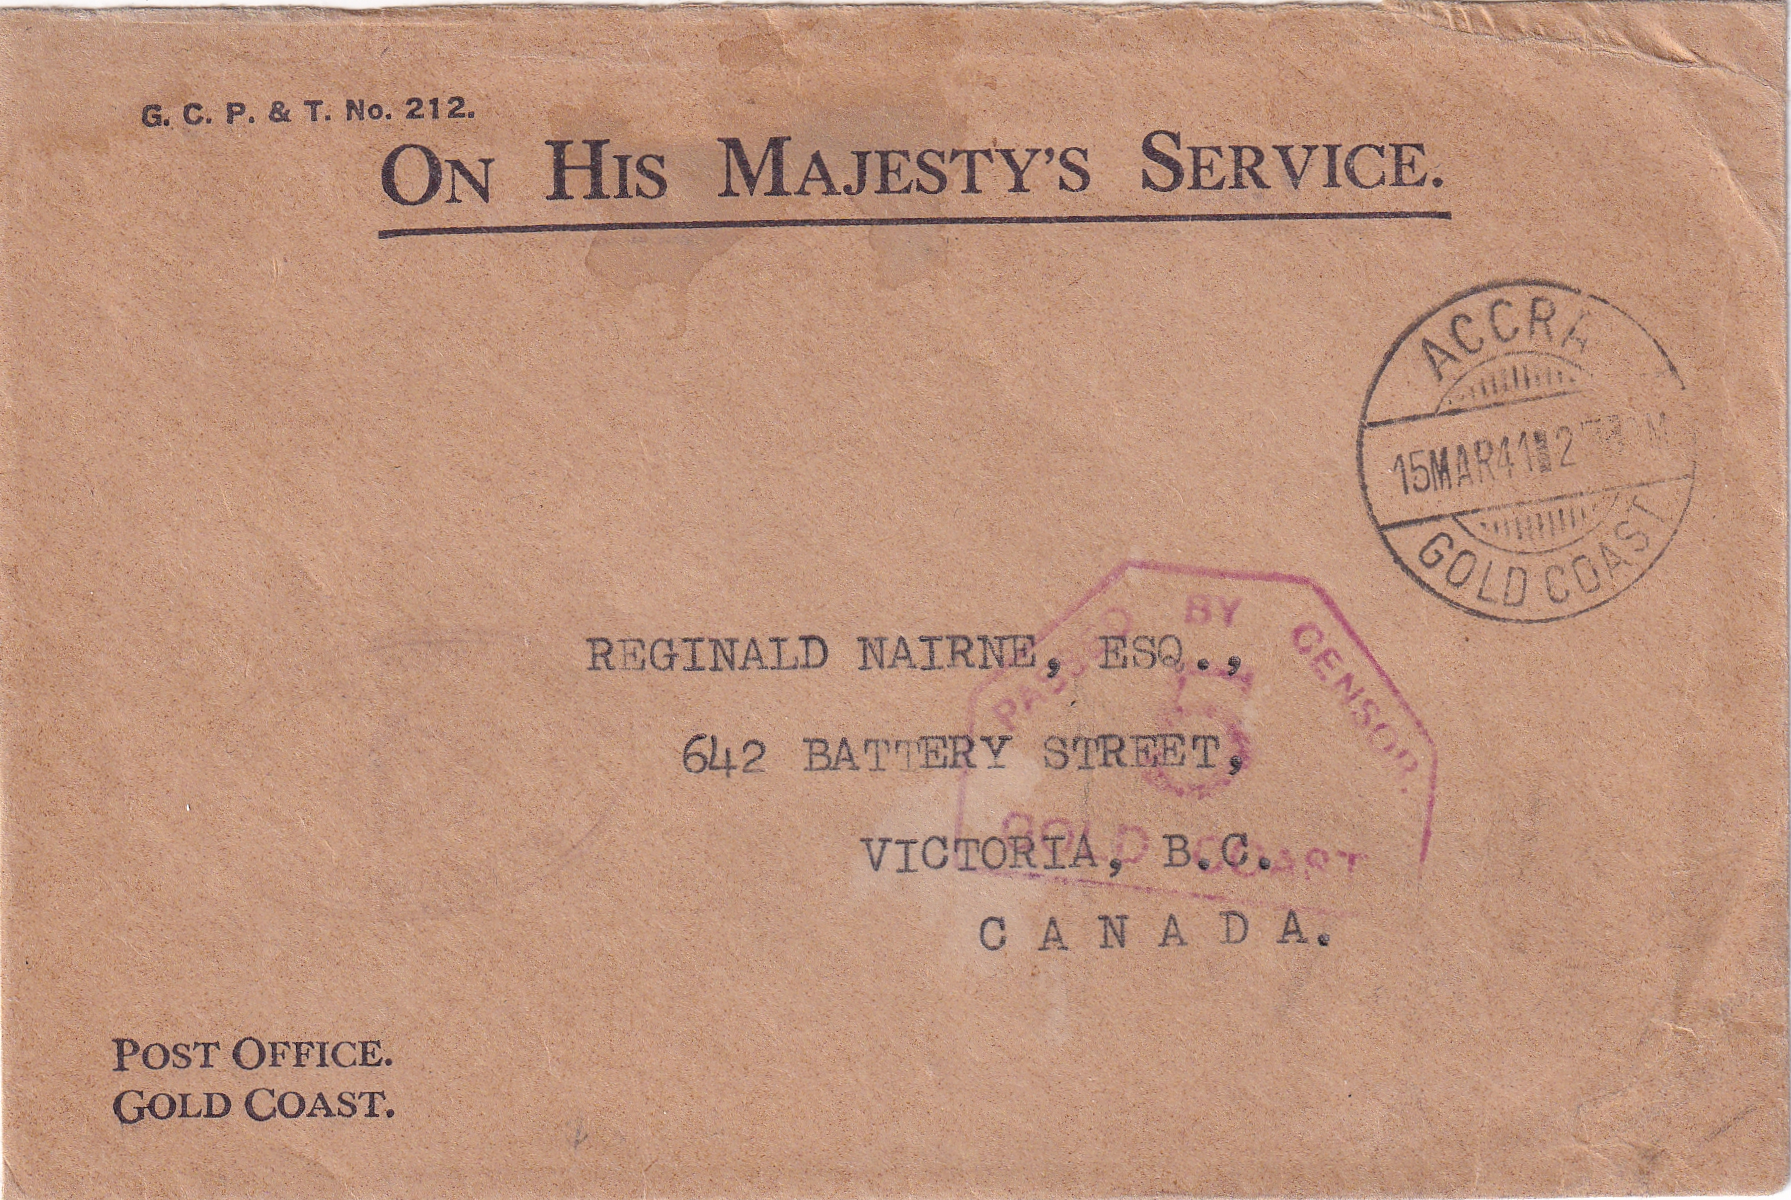 G. C. P. & T. No. 212.
ON HIS MAJESTY'S SERVICE.
ACCRA
15MAR41
GOLD COAST
PASSED BY CENSOR.
5
GOLD COAST
REGINALD NAIRNE, ESQ.,
642 BATTERY STREET,
VICTORIA, B.C.
CANADA.
POST OFFICE.
GOLD COAST.